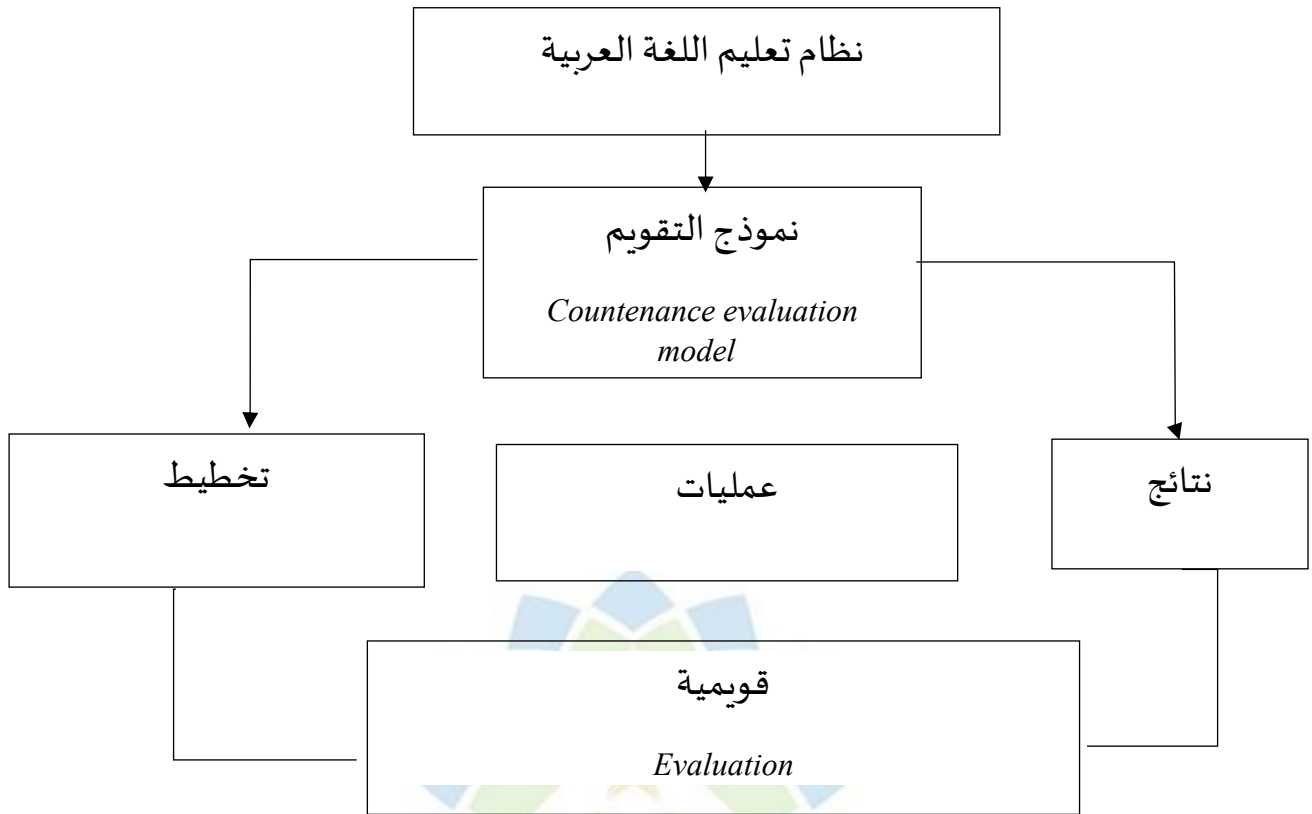 نظام تعليم اللغة العربية
نموذج التقويم
Countenance evaluation
model
نتائج
عمليات
تخطيط
قويمية
Evaluation